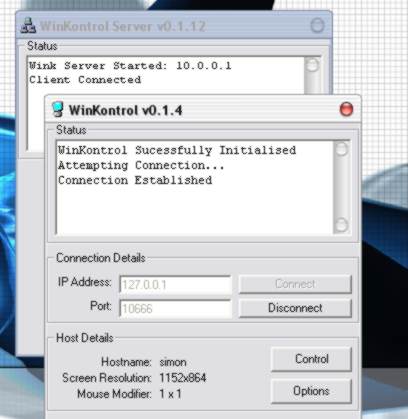 WinKontrol Server v0.1.12
Status
Wink Server Started: 10.0.0.1
Client Connected
WinKontrol v0.1.4
Status
WinKontrol Sucessfully Initialised
Attempting Connection...
Connection Established
Connection Details
IP Address: 127.0.0.1 Connect
Port: 10666 Disconnect
Host Details
Hostname: simon Control
Screen Resolution: 1152x864
Mouse Modifier: 1 x 1 Options